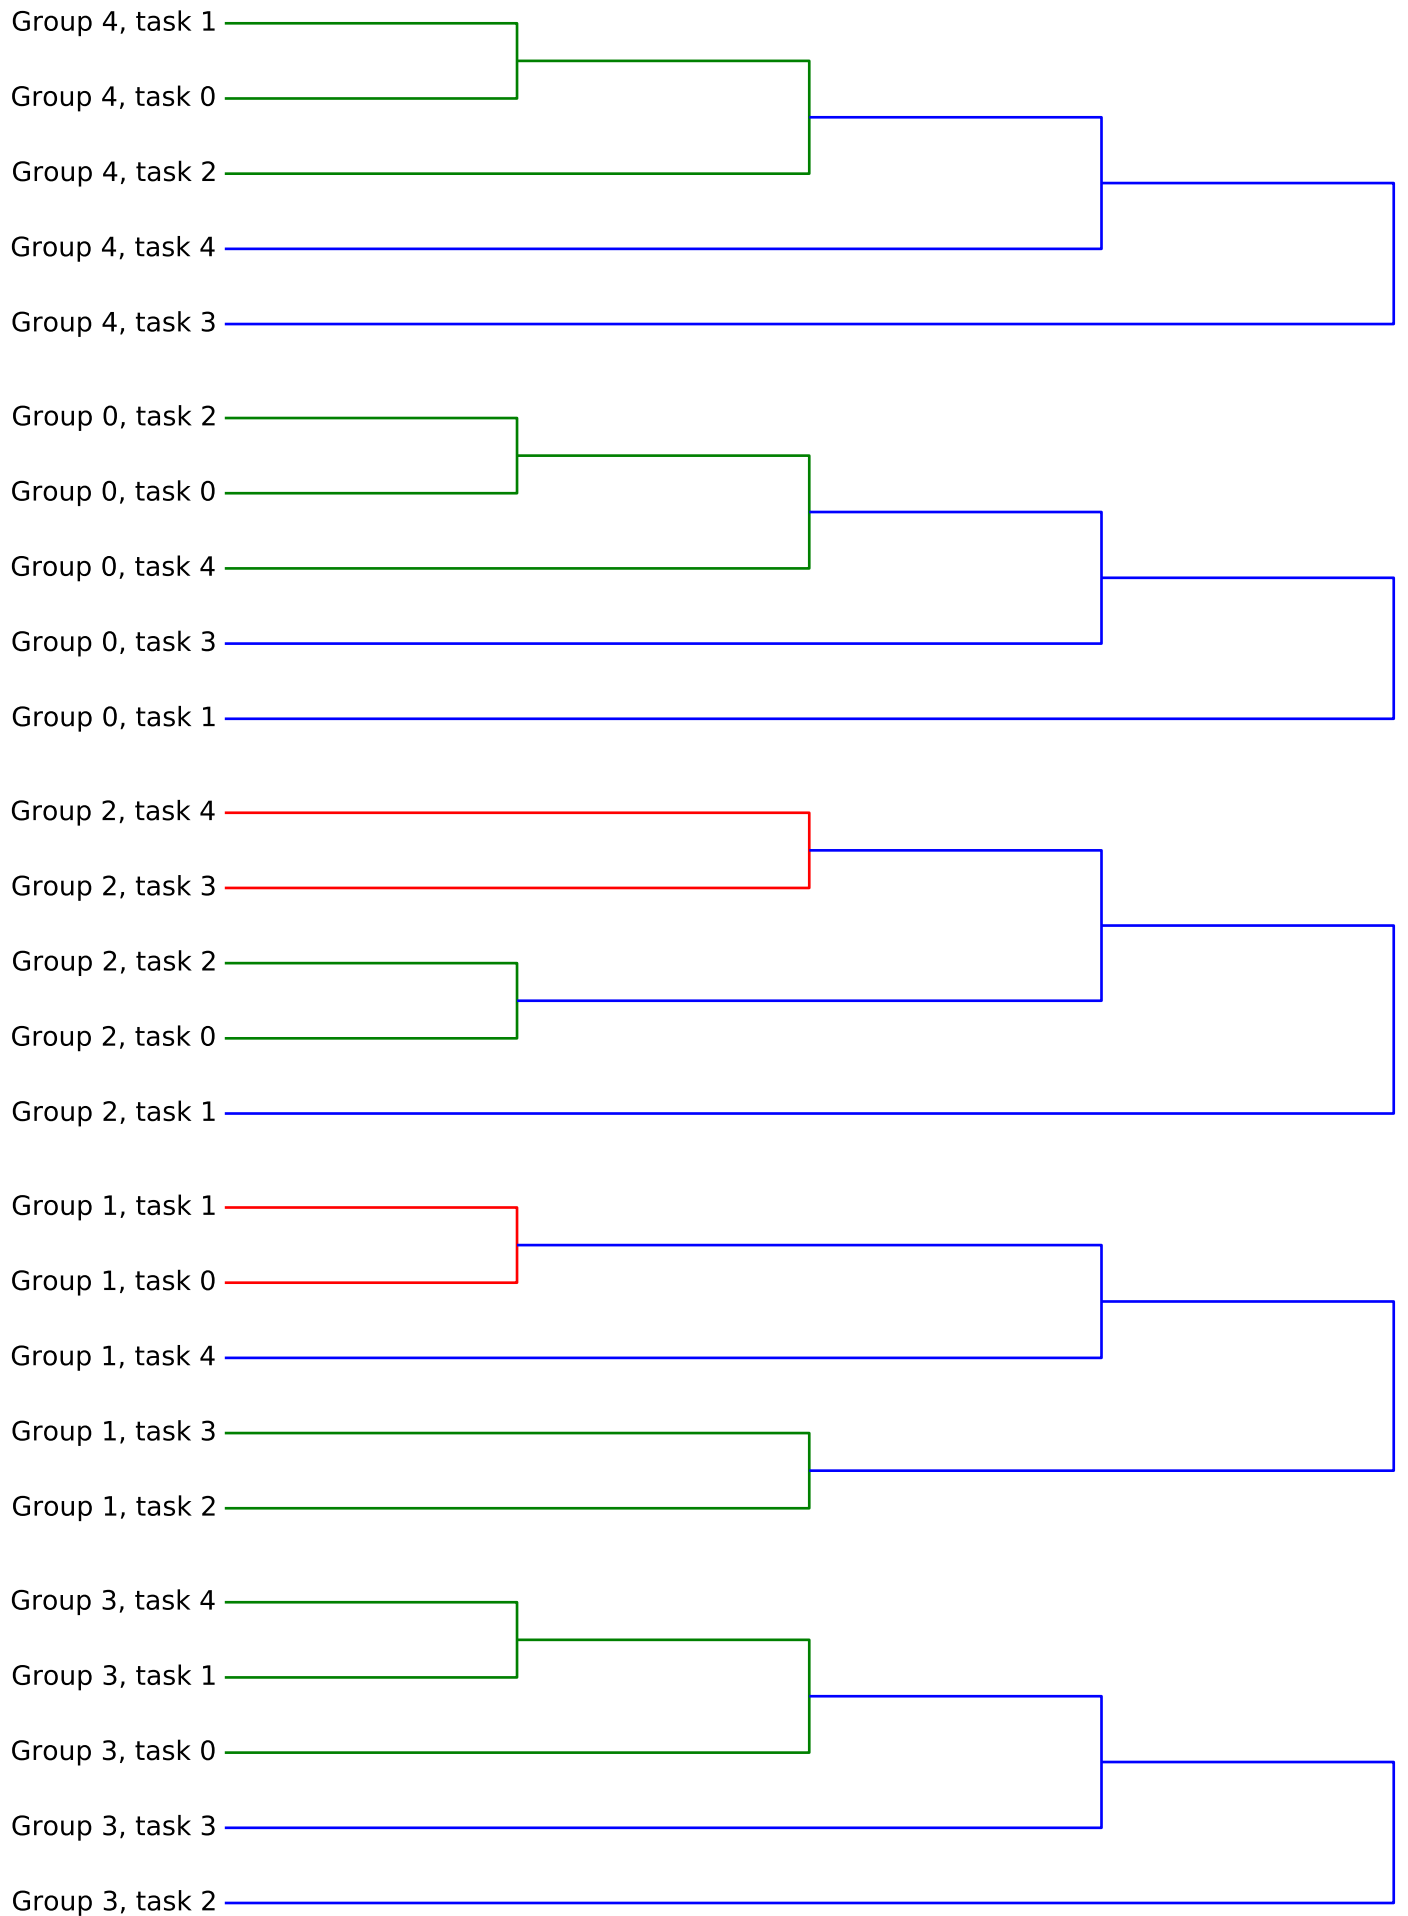 Group 4, task 1
Group 4, task 0
Group 4, task 2
Group 4, task 4
Group 4, task 3
Group 0, task 2
Group 0, task 0
Group 0, task 4
Group 0, task 3
Group 0, task 1
Group 2, task 4
Group 2, task 3
Group 2, task 2
Group 2, task 0
Group 2, task 1
Group 1, task 1
Group 1, task 0
Group 1, task 4
Group 1, task 3
Group 1, task 2
Group 3, task 4
Group 3, task 1
Group 3, task 0
Group 3, task 3
Group 3, task 2